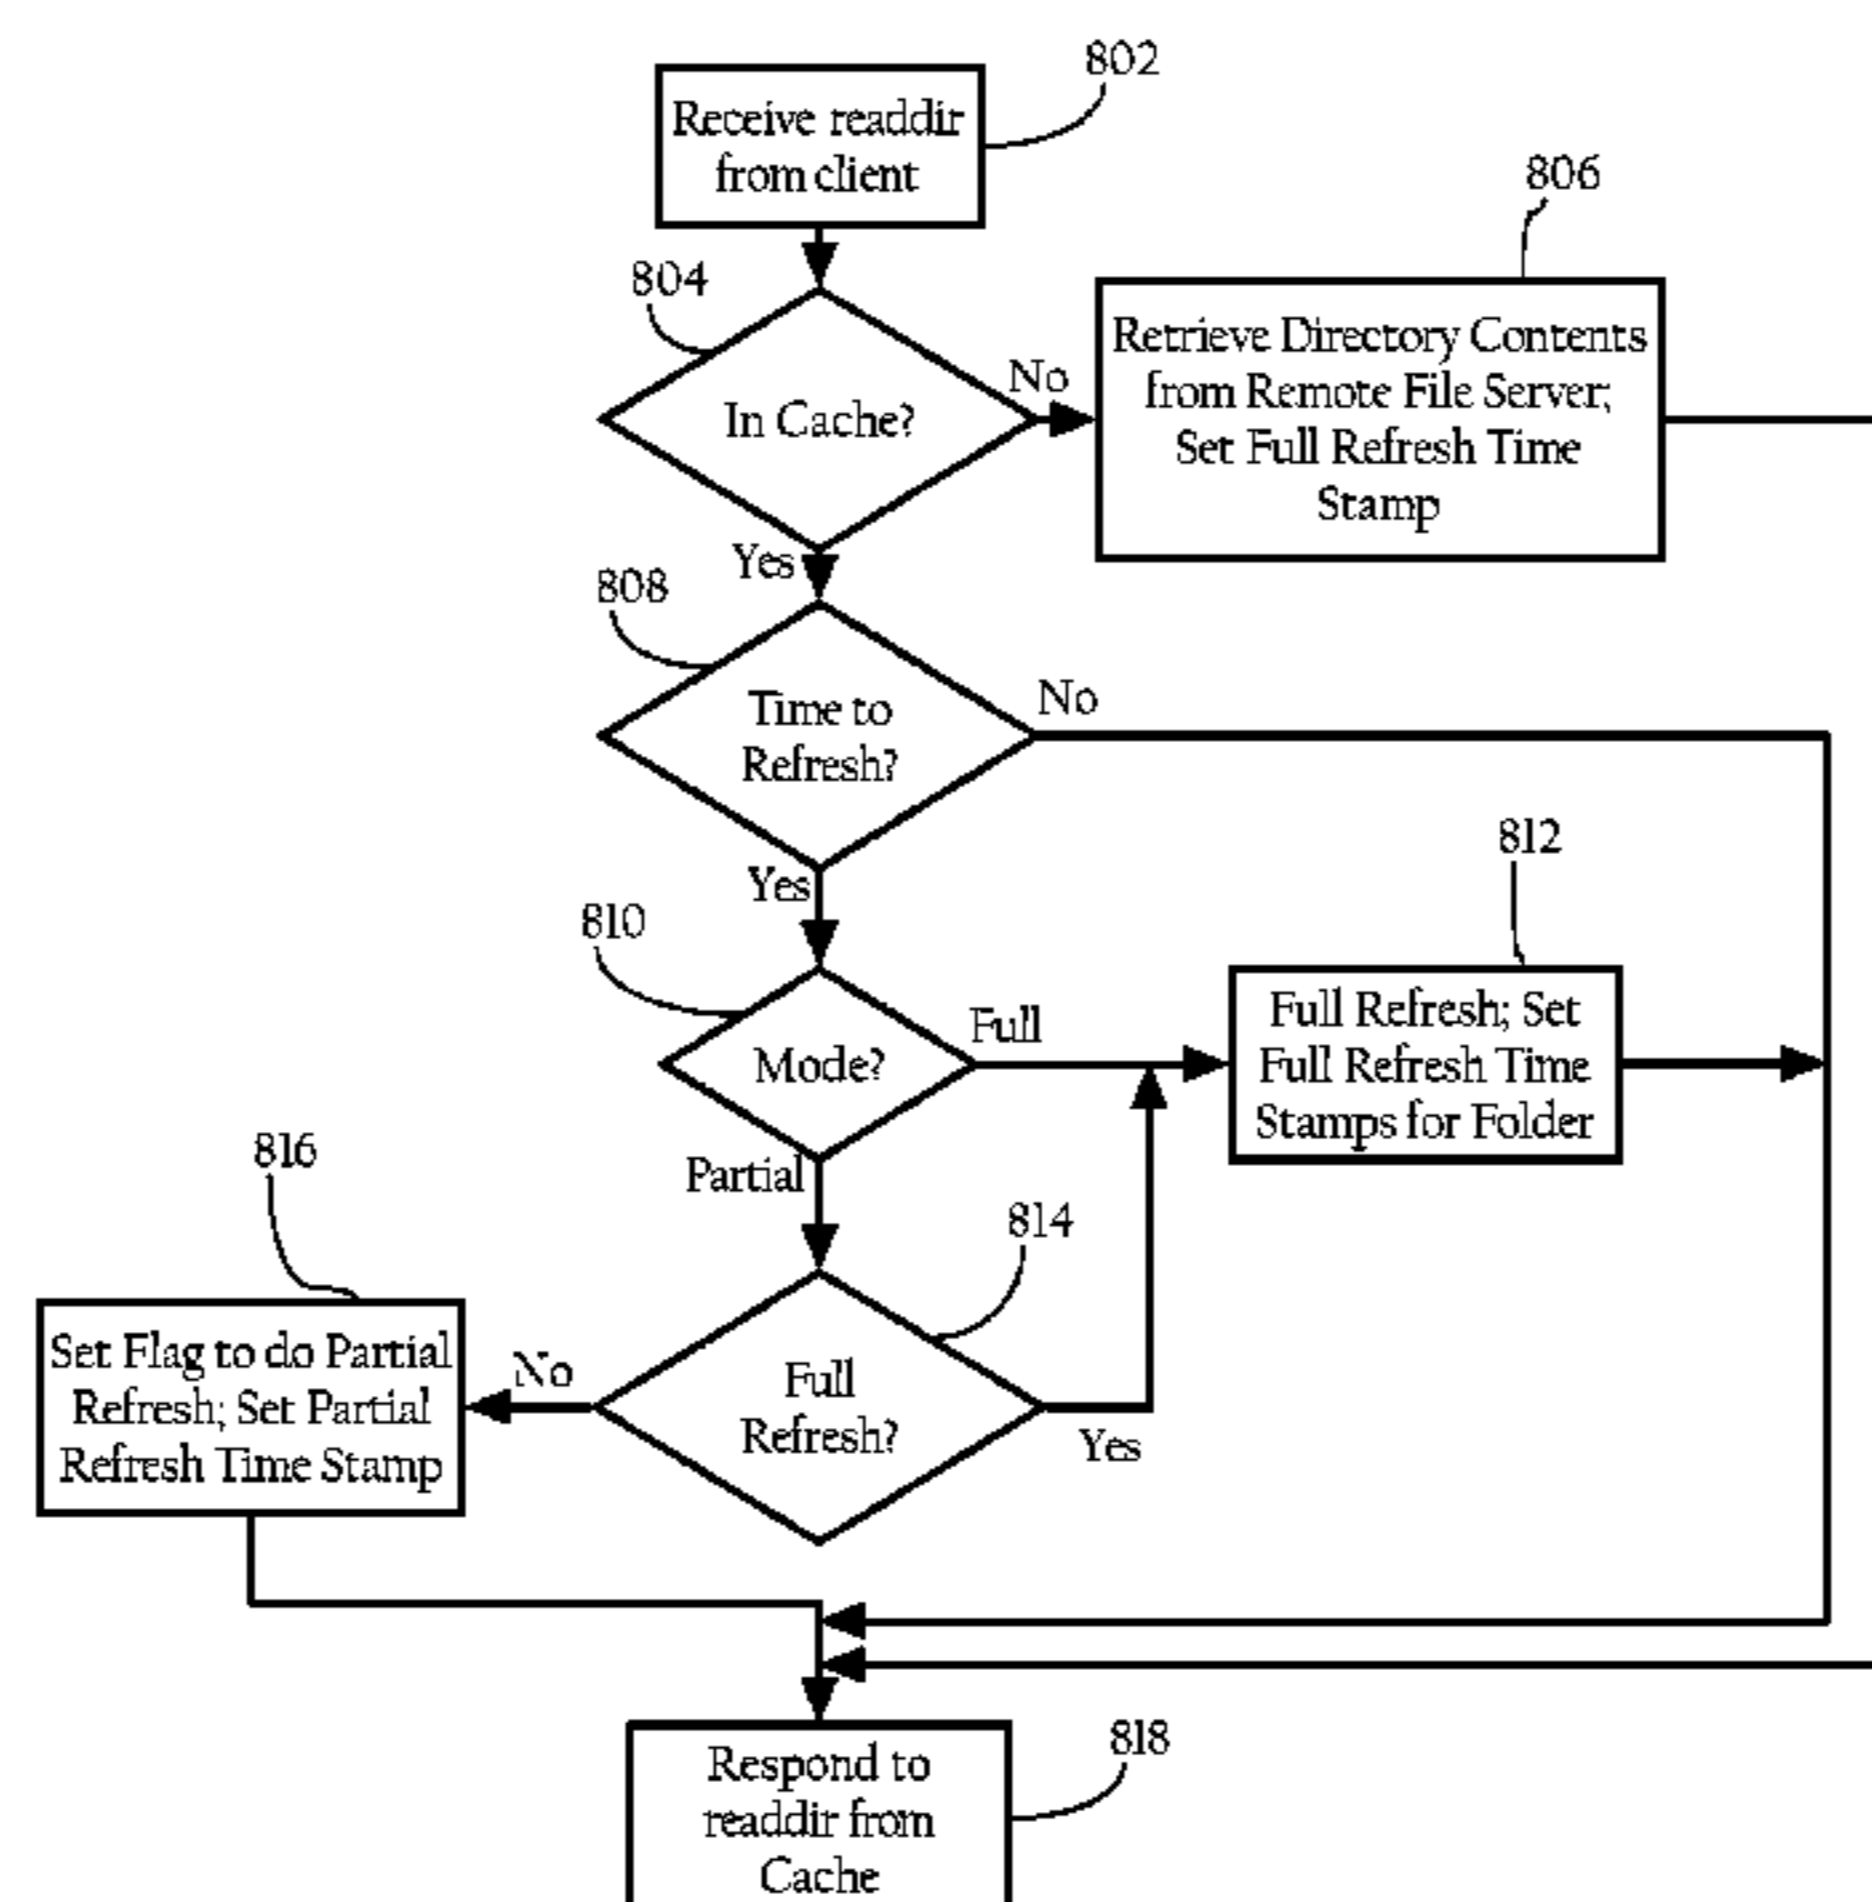 802
Receive readdir
from client
806
804
Retrieve Directory Contents
from Remote File Server;
Set Full Refresh Time
Stamp
No
In Cache?
Yes
808
No
Time to
Refresh?
812
Yes
810
Full Refresh; Set
Full Refresh Time
Stamps for Folder
Full
Mode?
816
Partial
814
Set Flag to do Partial
Refresh; Set Partial
Refresh Time Stamp
No
Full
Refresh?
Yes
818
Respond to
readdir from
Cache